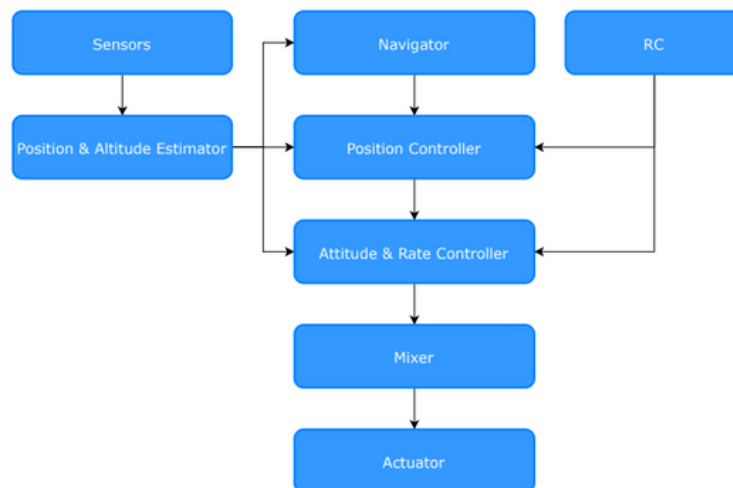 Sensors
Navigator
RC
Position & Altitude Estimator
Position Controller
Attitude & Rate Controller
Mixer
Actuator